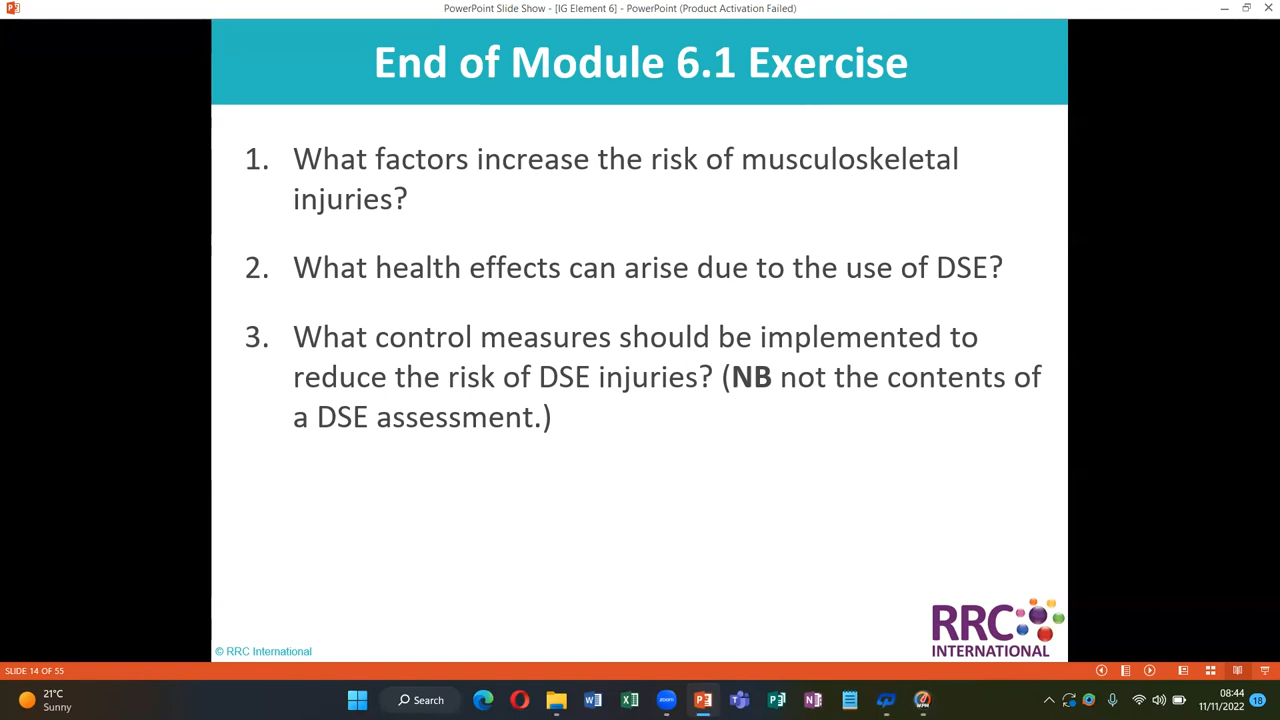 PowerPoint Slide Show - [IG Element 6] - PowerPoint (Product Activation Failed)
End of Module 6.1 Exercise
1. What factors increase the risk of musculoskeletal
injuries?
2. What health effects can arise due to the use of DSE?
3. What control measures should be implemented to
reduce the risk of DSE injuries? (NB not the contents of
a DSE assessment.)
RRC
INTERNATIONAL
© RRC International
SLIDE 14 OF 55
21°C
Sunny
Search
zoom
WPM
08:44
11/11/2022
18